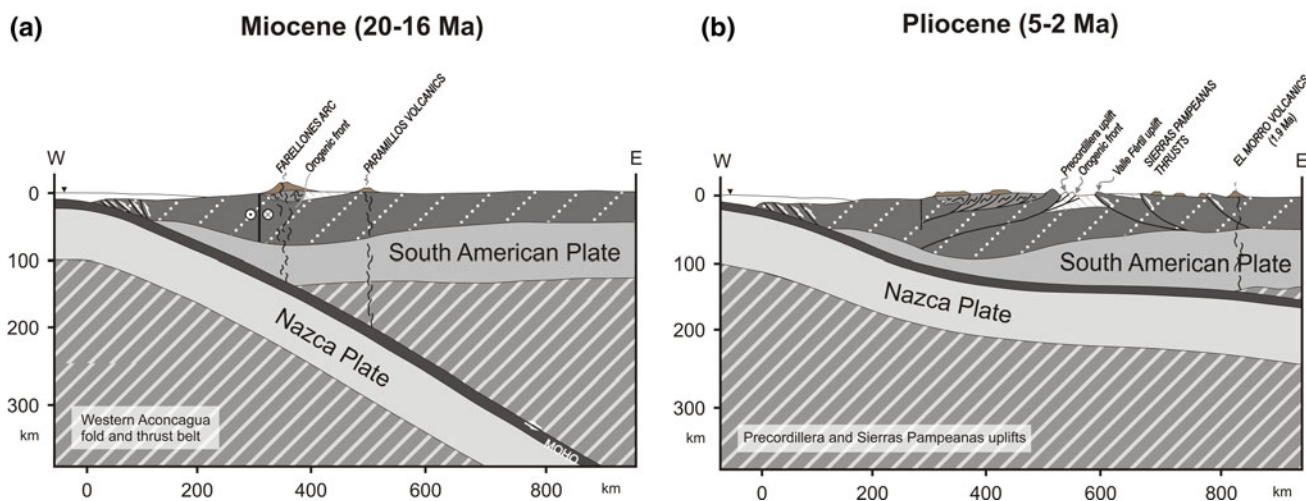 (a)
Miocene (20-16 Ma)
FARELLONES ARC
Orogenic front
PARAMILLOS VOLCANICS
W
E
0
100
200
300
km
South American Plate
Nazca Plate
MOHO
Western Aconcagua
fold and thrust belt
0
200
400
600
800
km
(b)
Pliocene (5-2 Ma)
Precordillera uplift
Orogenic front
Valle Fértil uplift
SIERRAS PAMPEANAS
THRUSTS
EL MORRO VOLCANICS
(1.9 Ma)
W
E
0
100
200
300
km
South American Plate
Nazca Plate
Precordillera and Sierras Pampeanas uplifts
0
200
400
600
800
km